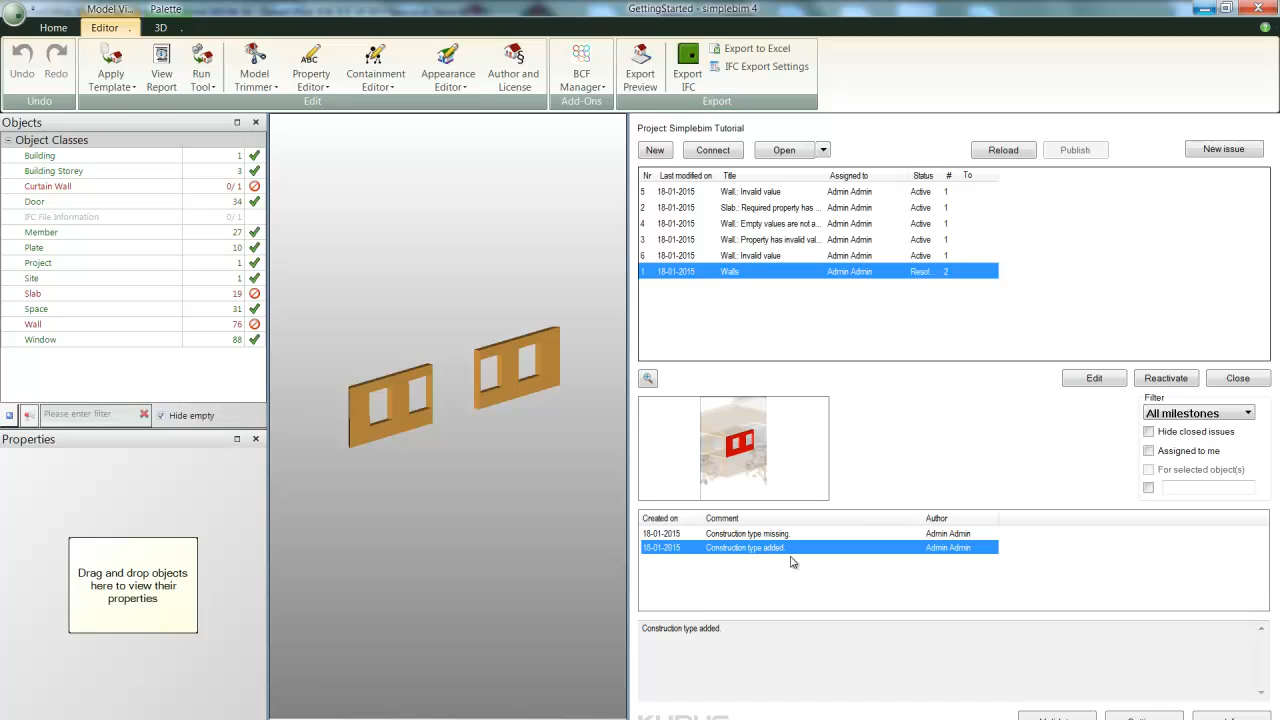 Model Vi... Palette GettingStarted - simplebim 4
Home Editor 3D
Undo Redo Apply Template View Report Run Tool Model Trimmer Property Editor Containment Editor Appearance Editor Author and License BCF Manager Export Preview Export IFC
Export to Excel
IFC Export Settings
ABC
Undo Edit Add-Ons Export
Objects
Object Classes
Building 1
Building Storey 3
Curtain Wall 0/ 1
Door 34
IFC File Information 0/ 1
Member 27
Plate 10
Project 1
Site 1
Slab 19
Space 31
Wall 76
Window 88
Please enter filter Hide empty
Properties
Drag and drop objects
here to view their
properties
Project: Simplebim Tutorial
New Connect Open Reload Publish New issue
Nr Last modified on Title Assigned to Status # To
5 18-01-2015 Wall.: Invalid value Admin Admin Active 1
2 18-01-2015 Slab.: Required property has ... Admin Admin Active 1
4 18-01-2015 Wall.: Empty values are not a... Admin Admin Active 1
3 18-01-2015 Wall.: Property has invalid val... Admin Admin Active 1
6 18-01-2015 Wall.: Invalid value Admin Admin Active 1
1 18-01-2015 Walls Admin Admin Resol... 2
Edit Reactivate Close
Filter
All milestones
Hide closed issues
Assigned to me
For selected object(s)
Created on Comment Author
18-01-2015 Construction type missing. Admin Admin
18-01-2015 Construction type added. Admin Admin
Construction type added.